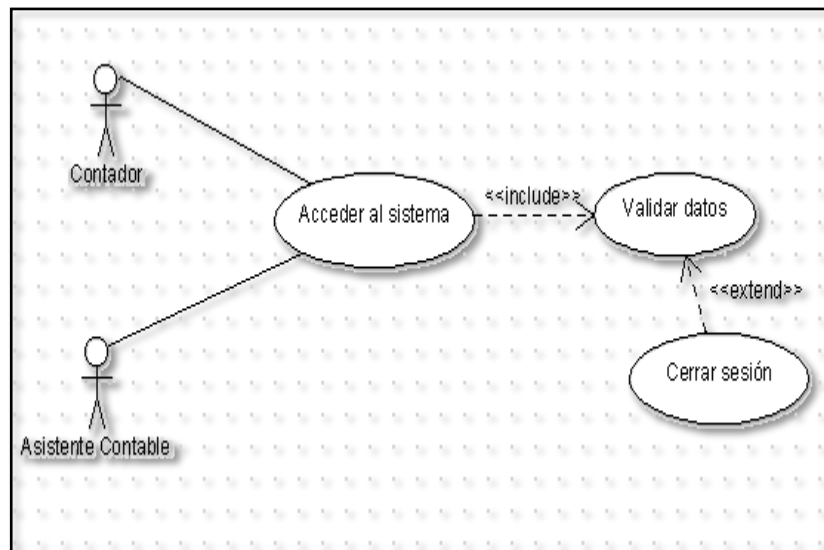 Contador
Acceder al sistema
<<include>>
Validar datos
<<extend>>
Cerrar sesión
Asistente Contable